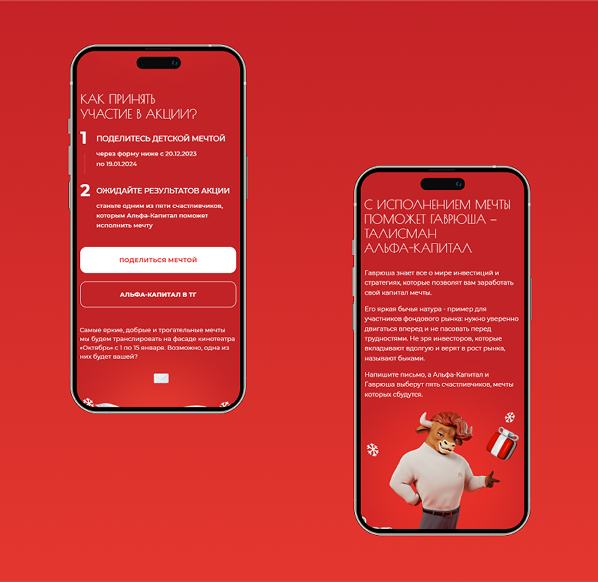 КАК ПРИНЯТЬ
УЧАСТИЕ В АКЦИИ?
1 ПОДЕЛИТЕСЬ ДЕТСКОЙ МЕЧТОЙ
через форму ниже с 20.12.2023
по 19.01.2024
2 ОЖИДАЙТЕ РЕЗУЛЬТАТОВ АКЦИИ
станьте одним из пяти счастливчиков,
которым Альфа-Капитал поможет
исполнить мечту
ПОДЕЛИТЬСЯ МЕЧТОЙ
АЛЬФА-КАПИТАЛ В ТГ
Самые яркие, добрые и трогательные мечты
мы будем транслировать на фасаде кинотеатра
«Октябрь» с 1 по 15 января. Возможно, одна из
них будет вашей?
С ИСПОЛНЕНИЕМ МЕЧТЫ
ПОМОЖЕТ ГАВРЮША –
ТАЛИСМАН
АЛЬФА-КАПИТАЛ
Гаврюша знает все о мире инвестиций и
стратегиях, которые позволят вам заработать
свой капитал мечты.
Его яркая бычья натура - пример для
участников фондового рынка: нужно уверенно
двигаться вперед и не пасовать перед
трудностями. Не зря инвесторов, которые
вкладывают вдолгую и верят в рост рынка,
называют быками.
Напишите письмо, а Альфа-Капитал и
Гаврюша выберут пять счастливчиков, мечты
которых сбудутся.